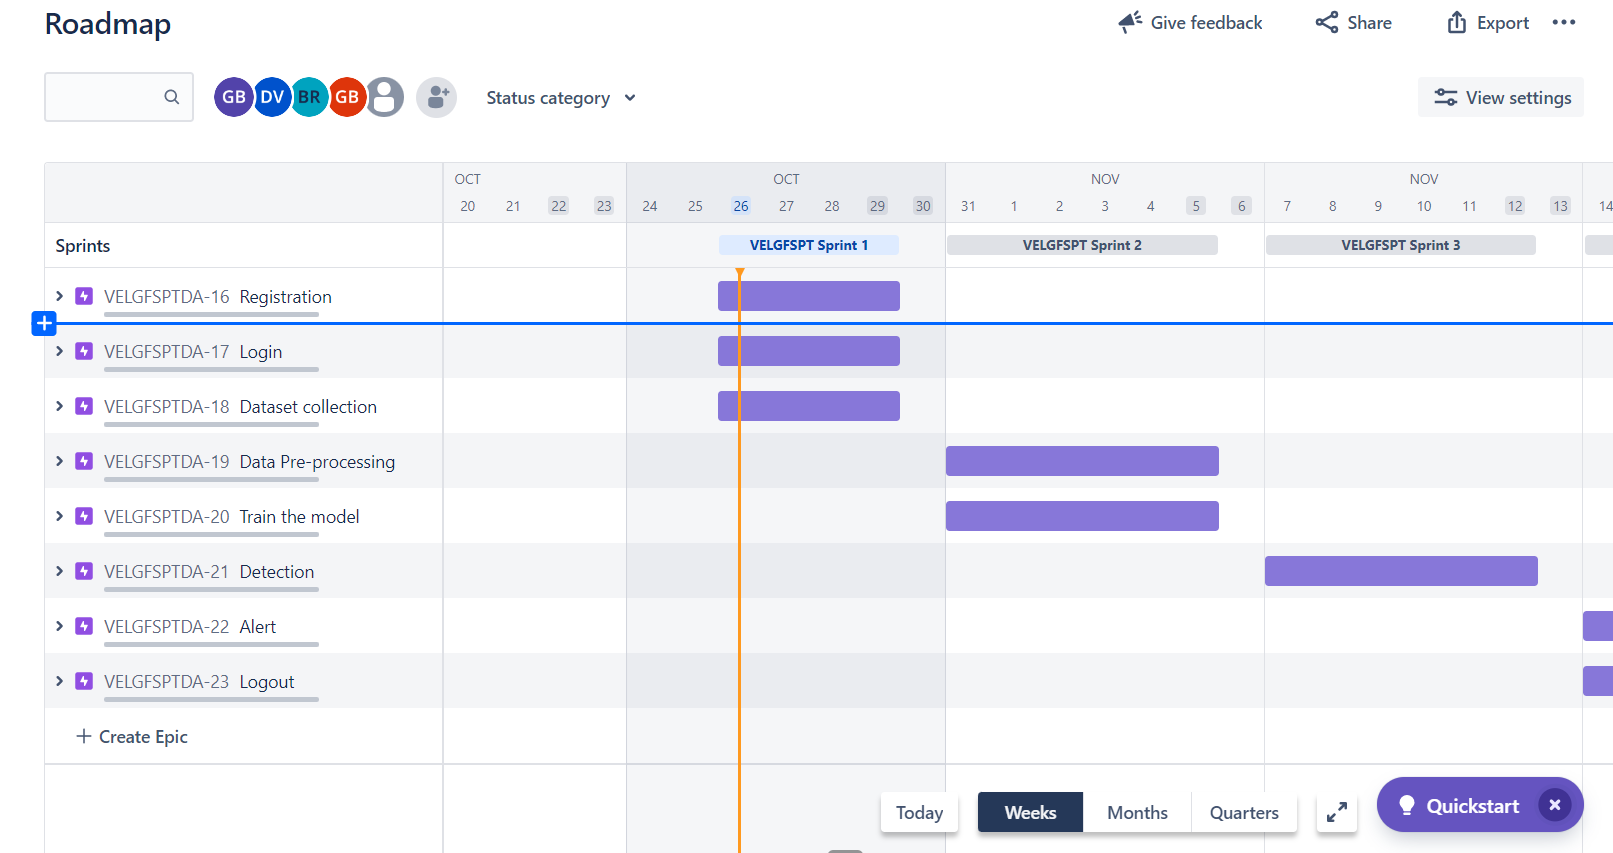 Roadmap
Give feedback
Share
Export
GB DV BR GB
Status category
View settings
OCT OCT NOV NOV
20 21 22 23 24 25 26 27 28 29 30 31 1 2 3 4 5 6 7 8 9 10 11 12 13 14
Sprints VELGFSPT Sprint 1 VELGFSPT Sprint 2 VELGFSPT Sprint 3
VELGFSPTDA-16 Registration
VELGFSPTDA-17 Login
VELGFSPTDA-18 Dataset collection
VELGFSPTDA-19 Data Pre-processing
VELGFSPTDA-20 Train the model
VELGFSPTDA-21 Detection
VELGFSPTDA-22 Alert
VELGFSPTDA-23 Logout
Create Epic
Today Weeks Months Quarters
Quickstart